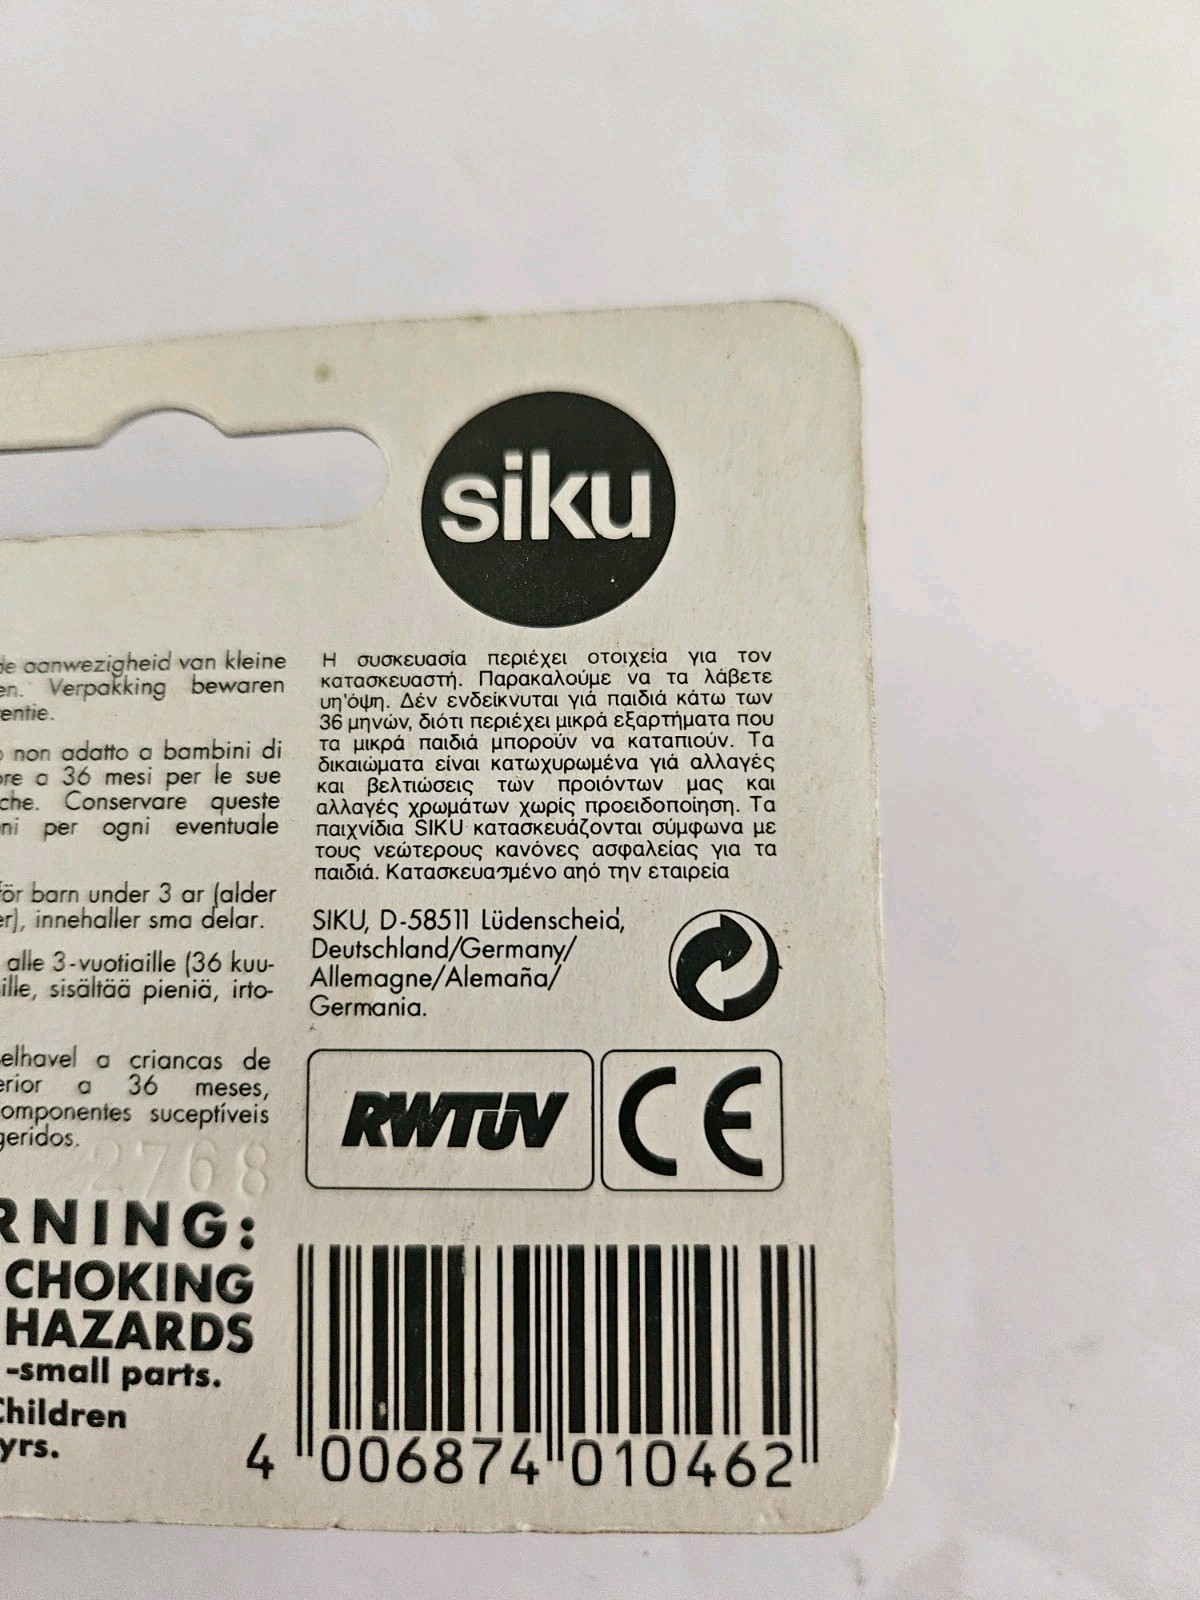 siku
de aanwezigheid van kleine
en. Verpakking bewaren
entie.
non adatto a bambini di
ore a 36 mesi per le sue
che. Conservare queste
ni per ogni eventuale
för barn under 3 ar (alder
er), innehaller sma delar.
alle 3-vuotiaille (36 kuu-
ille, sisältää pieniä, irto-
elhavel a criancas de
erior a 36 meses,
omponentes suceptíveis
geridos.
2768
RNING:
CHOKING
HAZARDS
-small parts.
Children
yrs.
Η συσκευασία περιέχει οτοιχεία για τον
κατασκευαστή. Παρακαλούμε να τα λάβετε
υη'όψη. Δέν ενδείκνυται γιά παιδιά κάτω των
36 μηνών, διότι περιέχει μικρά εξαρτήματα που
τα μικρά παιδιά μπορούν να καταπιούν. Τα
δικαιώματα είναι κατωχυρωμένα γιά αλλαγές
και βελτιώσεις των προιόντων μας και
αλλαγές χρωμάτων χωρίς προειδοποίηση. Τα
παιχνίδια SIKU κατασκευάζονται σύμφωνα με
τους νεώτερους κανόνες ασφαλείας για τα
παιδιά. Κατασκευασμένο αηό την εταιρεία
SIKU, D-58511 Lüdenscheid,
Deutschland/Germany/
Allemagne/Alemaña/
Germania.
RWTÜV
CE
4 006874 010462